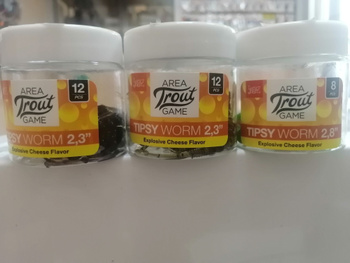 AREA
Trout
GAME
12
PCS
TIPSY WORM 2,3"
Explosive Cheese Flavor
AREA
Trout
GAME
12
PCS
TIPSY WORM 2,3"
Explosive Cheese Flavor
AREA
Trout
GAME
8
TIPSY WORM 2,8"
Explosive Cheese Flavor